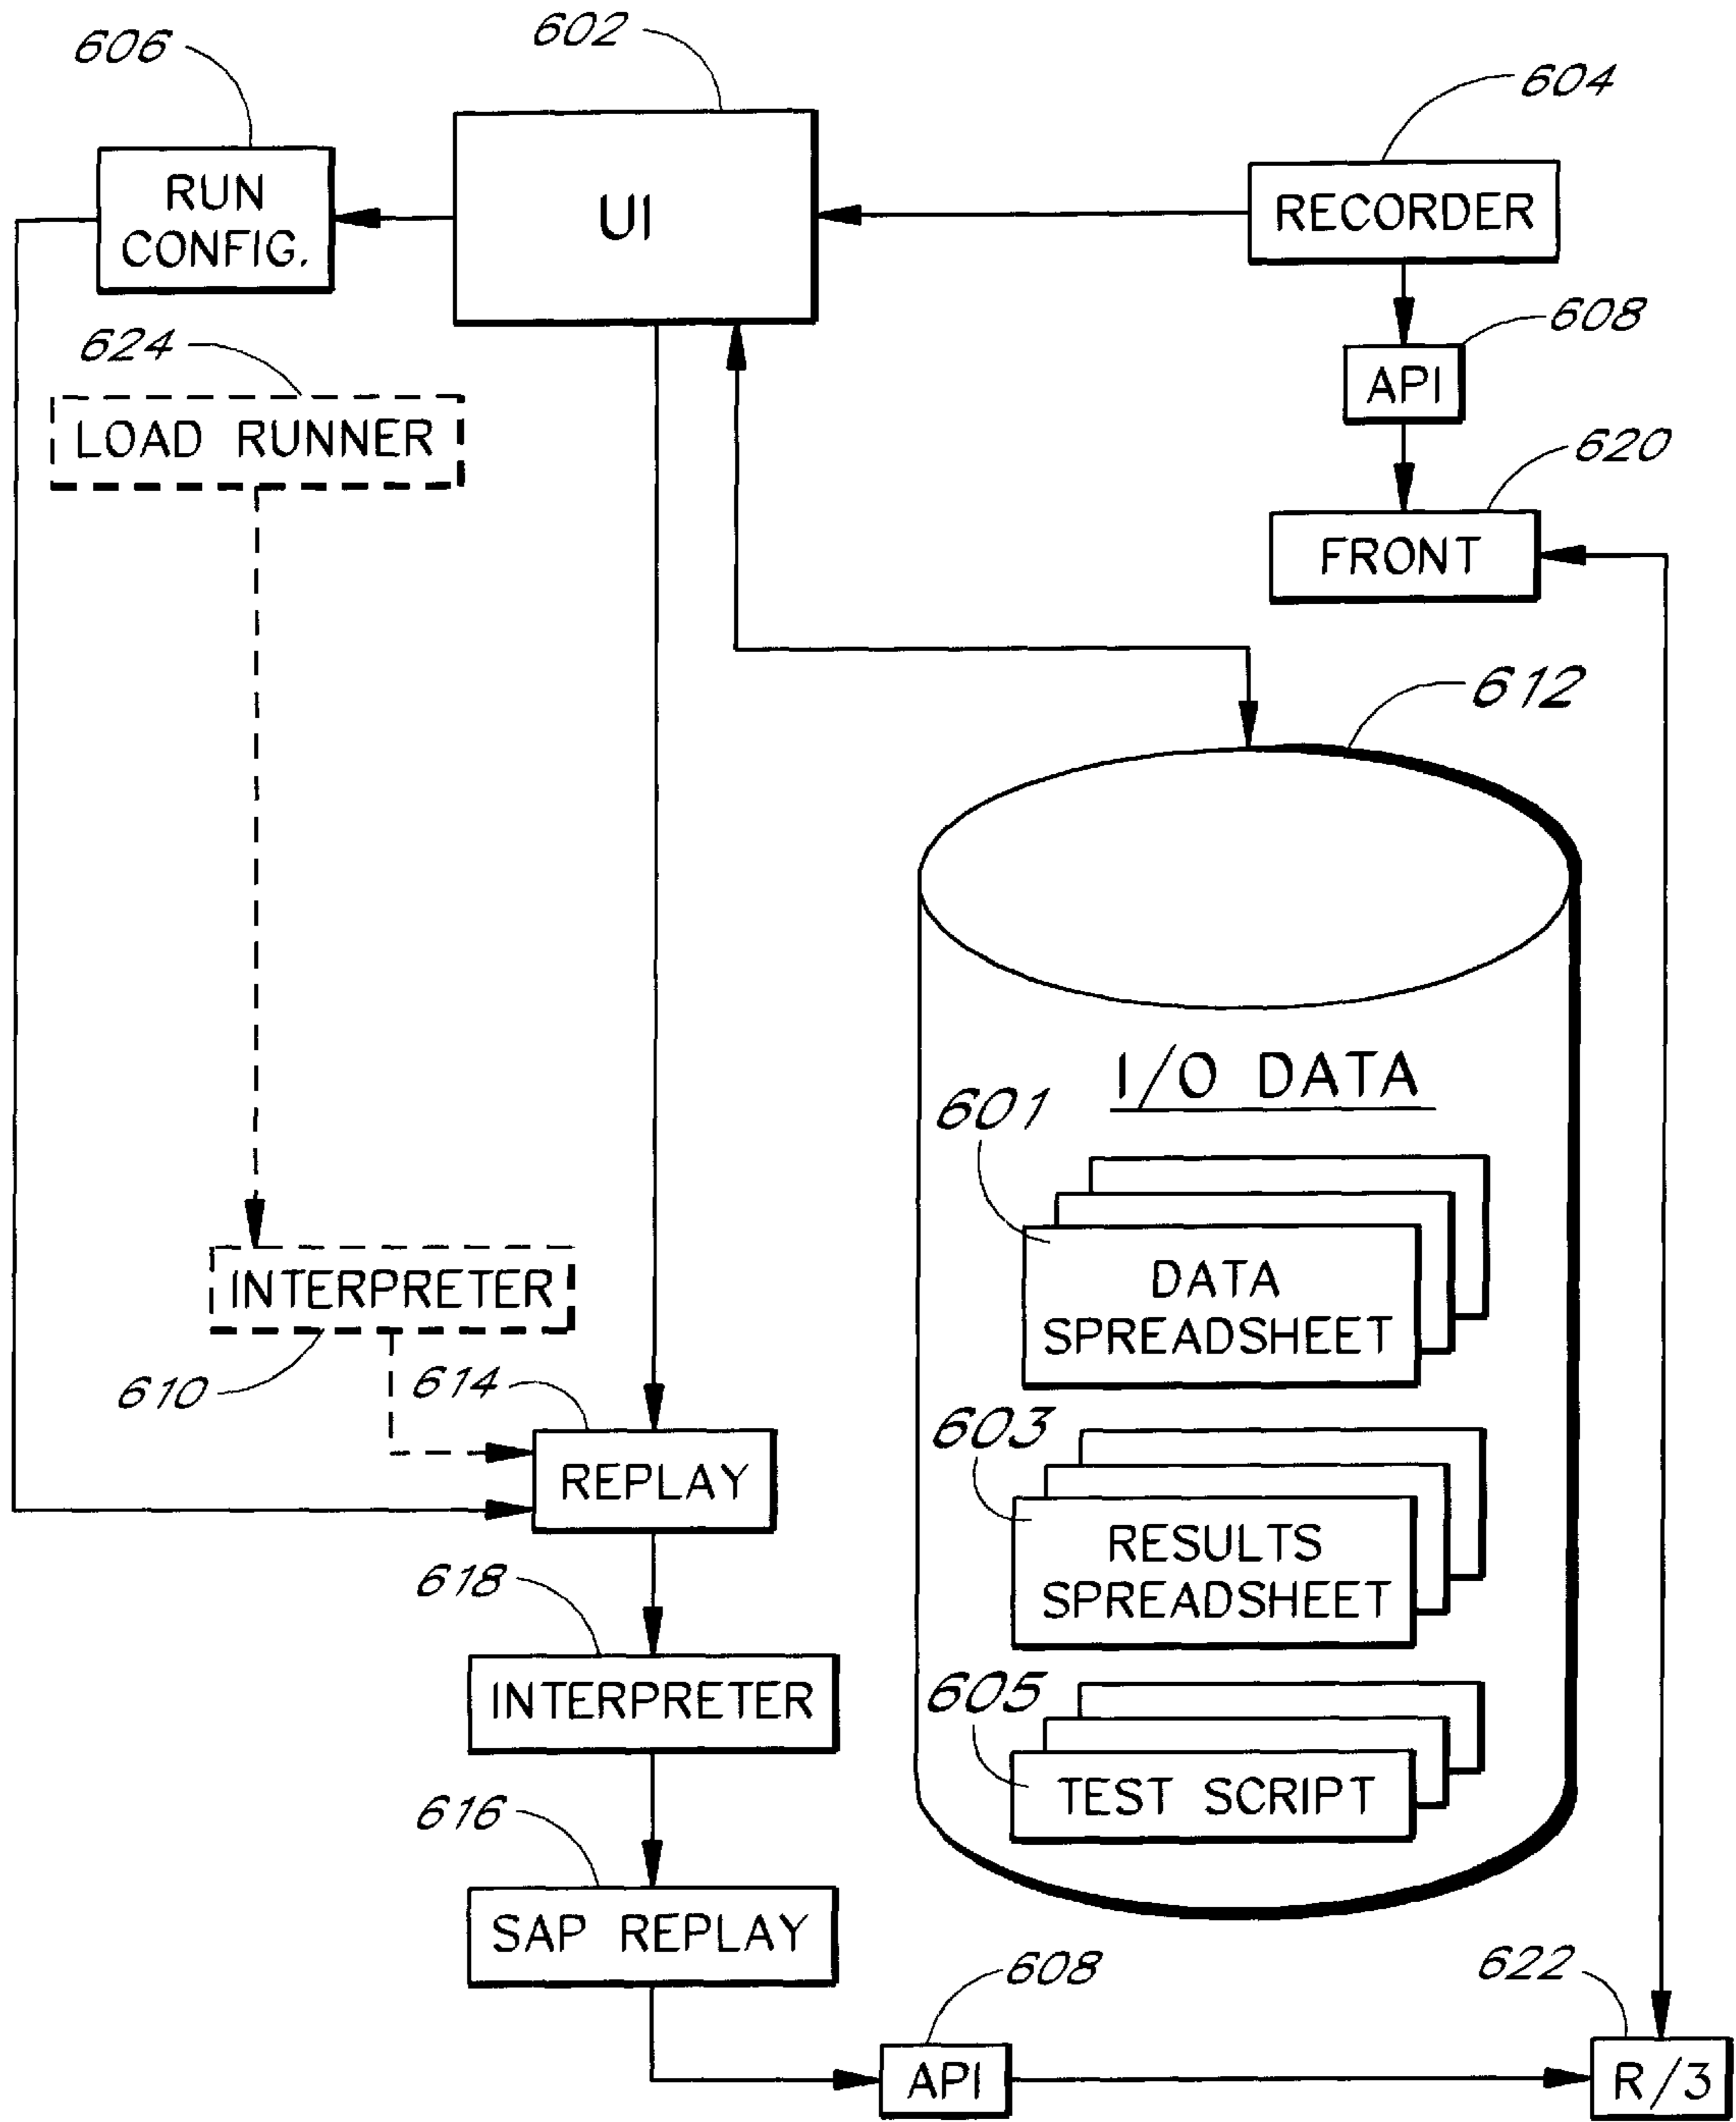 602
606
604
RUN
CONFIG.
UI
RECORDER
608
624
API
LOAD RUNNER
620
FRONT
612
I/O DATA
601
DATA
SPREADSHEET
INTERPRETER
610
614
603
REPLAY
RESULTS
SPREADSHEET
618
605
INTERPRETER
TEST SCRIPT
616
SAP REPLAY
608
622
API
R/3